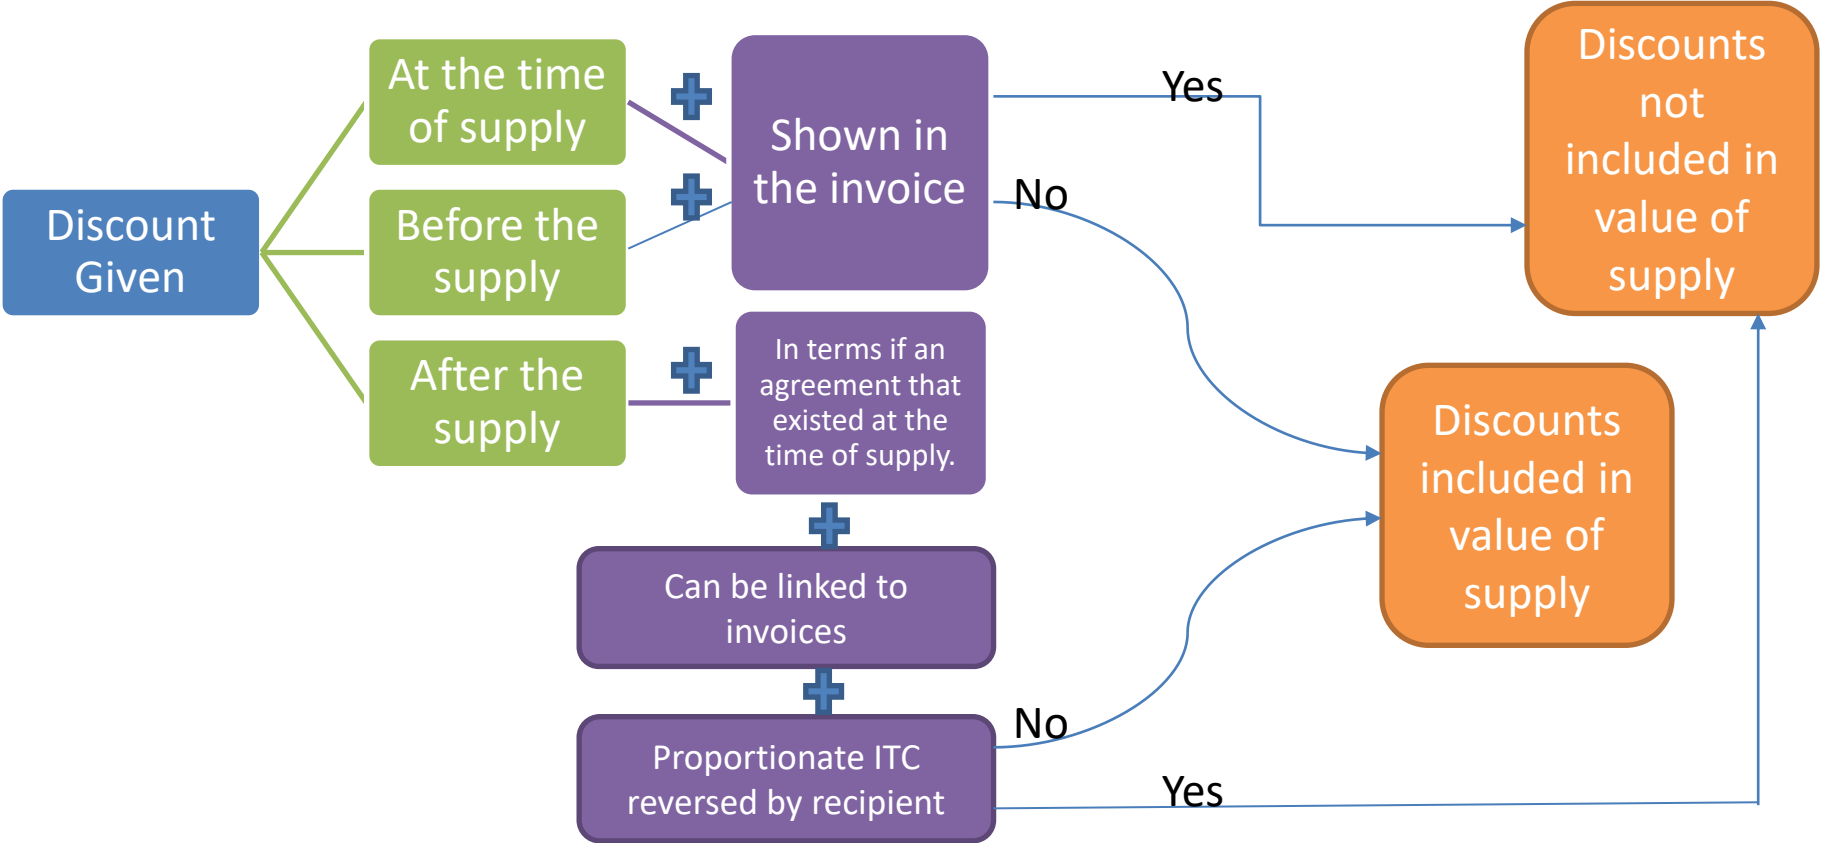 Discount
Given
At the time
of supply
Before the
supply
After the
supply
Shown in
the invoice
In terms if an
agreement that
existed at the
time of supply.
Can be linked to
invoices
Proportionate ITC
reversed by recipient
Yes
No
No
Yes
Discounts
not
included in
value of
supply
Discounts
included in
value of
supply